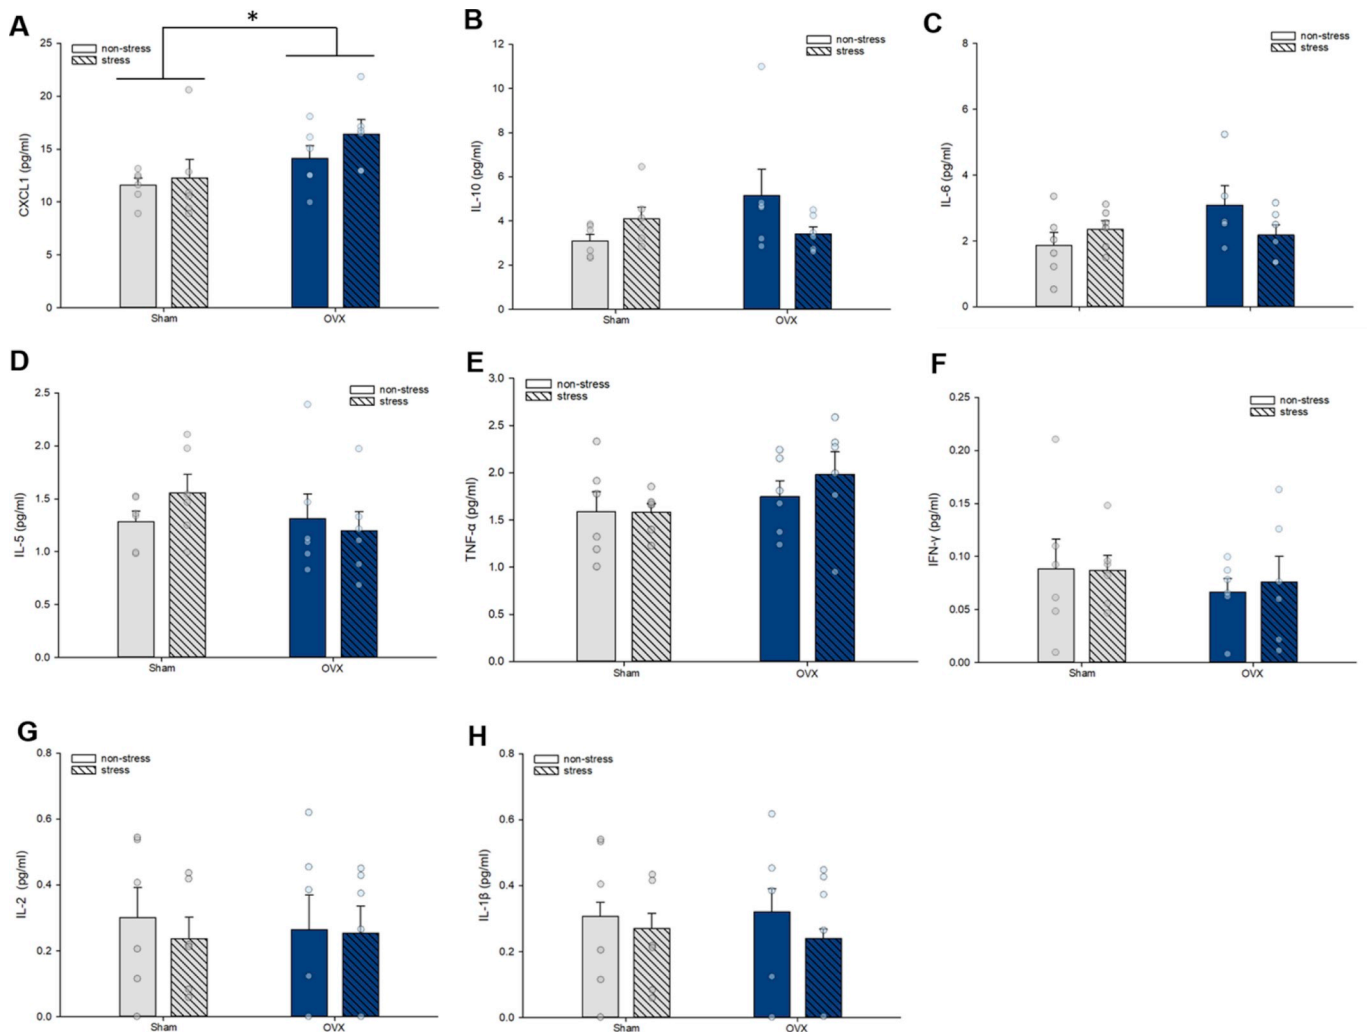 A
*
25
20
15
10
5
0
CXCL1 (pg/ml)
non-stress
stress
Sham OVX
B
12
10
8
6
4
2
0
IL-10 (pg/ml)
non-stress
stress
Sham OVX
C
8
6
4
2
0
IL-6 (pg/ml)
non-stress
stress
D
2.5
2.0
1.5
1.0
0.5
0.0
IL-5 (pg/ml)
non-stress
stress
Sham OVX
E
3.0
2.5
2.0
1.5
1.0
0.5
0.0
TNF-α (pg/ml)
non-stress
stress
Sham OVX
F
0.25
0.20
0.15
0.10
0.05
0.00
IFN-γ (pg/ml)
non-stress
stress
Sham OVX
G
0.8
0.6
0.4
0.2
0.0
IL-2 (pg/ml)
non-stress
stress
Sham OVX
H
0.8
0.6
0.4
0.2
0.0
IL-1β (pg/ml)
non-stress
stress
Sham OVX